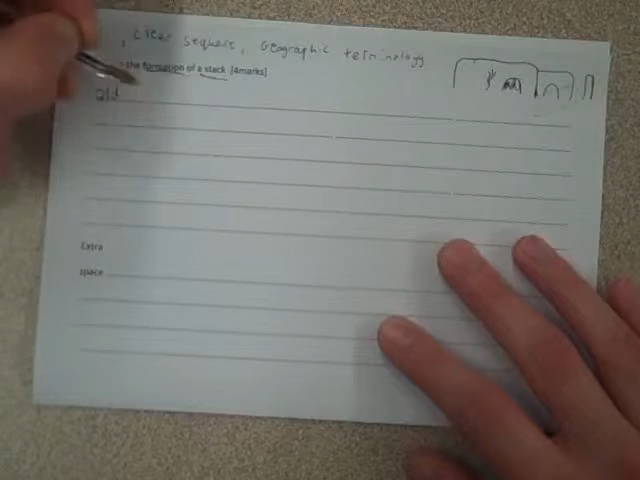 , Clear sequence, Geographic terminology
the formation of a stack [4marks]
Extra
space